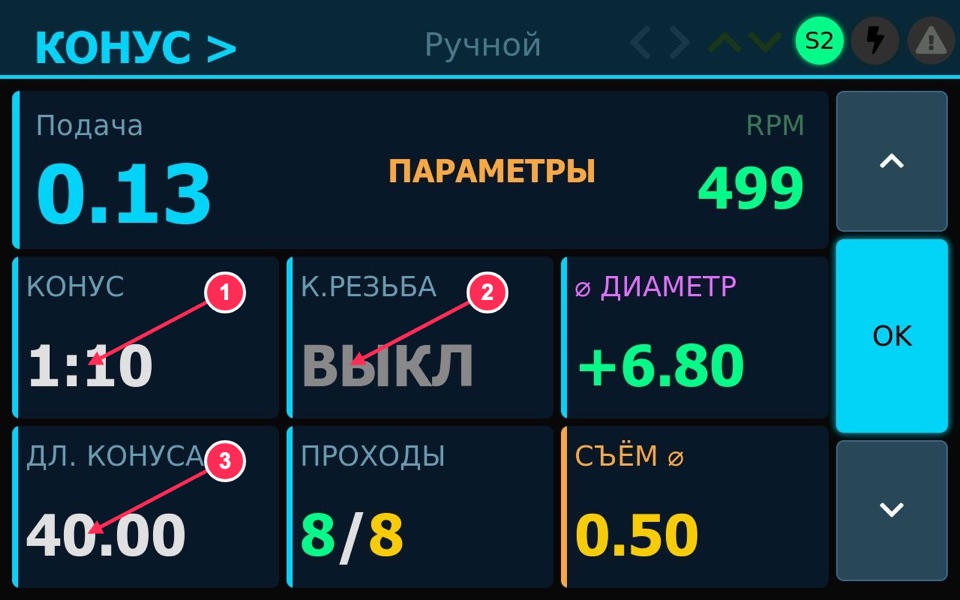 КОНУС >
Ручной
S2
Подача
0.13
ПАРАМЕТРЫ
RPM
499
КОНУС
1
1:10
К.РЕЗЬБА
2
ВЫКЛ
⌀ ДИАМЕТР
+6.80
OK
ДЛ. КОНУСА
3
40.00
ПРОХОДЫ
8/8
СЪЁМ ⌀
0.50